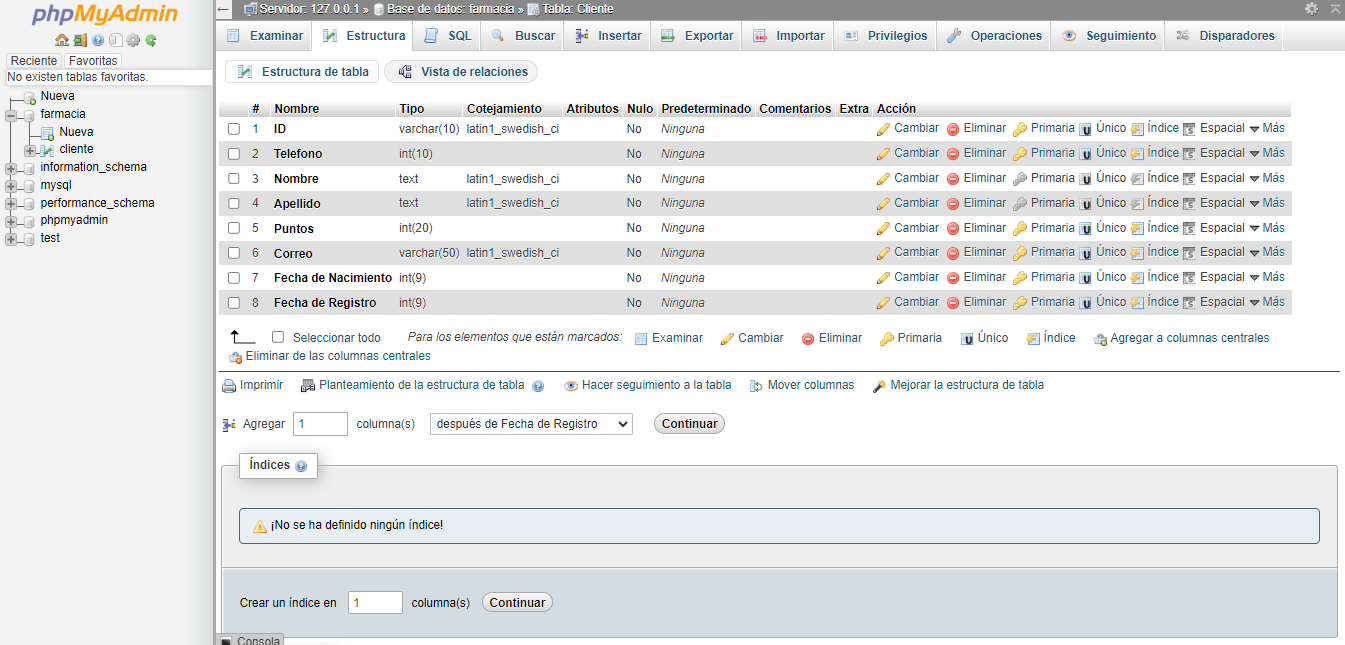 phpMyAdmin
Reciente Favoritas
No existen tablas favoritas.
Nueva
farmacia
Nueva
cliente
information_schema
mysql
performance_schema
phpmyadmin
test
Servidor: 127.0.0.1 » Base de datos: farmacia » Tabla: Cliente
Examinar Estructura SQL Buscar Insertar Exportar Importar Privilegios Operaciones Seguimiento Disparadores
Estructura de tabla Vista de relaciones
# Nombre Tipo Cotejamiento Atributos Nulo Predeterminado Comentarios Extra Acción
1 ID varchar(10) latin1_swedish_ci No Ninguna Cambiar Eliminar Primaria Único Índice Espacial Más
2 Telefono int(10) No Ninguna Cambiar Eliminar Primaria Único Índice Espacial Más
3 Nombre text latin1_swedish_ci No Ninguna Cambiar Eliminar Primaria Único Índice Espacial Más
4 Apellido text latin1_swedish_ci No Ninguna Cambiar Eliminar Primaria Único Índice Espacial Más
5 Puntos int(20) No Ninguna Cambiar Eliminar Primaria Único Índice Espacial Más
6 Correo varchar(50) latin1_swedish_ci No Ninguna Cambiar Eliminar Primaria Único Índice Espacial Más
7 Fecha de Nacimiento int(9) No Ninguna Cambiar Eliminar Primaria Único Índice Espacial Más
8 Fecha de Registro int(9) No Ninguna Cambiar Eliminar Primaria Único Índice Espacial Más
Seleccionar todo Para los elementos que están marcados: Examinar Cambiar Eliminar Primaria Único Índice Agregar a columnas centrales
Eliminar de las columnas centrales
Imprimir Planteamiento de la estructura de tabla Hacer seguimiento a la tabla Mover columnas Mejorar la estructura de tabla
Agregar 1 columna(s) después de Fecha de Registro Continuar
Índices
¡No se ha definido ningún índice!
Crear un índice en 1 columna(s) Continuar
Consola